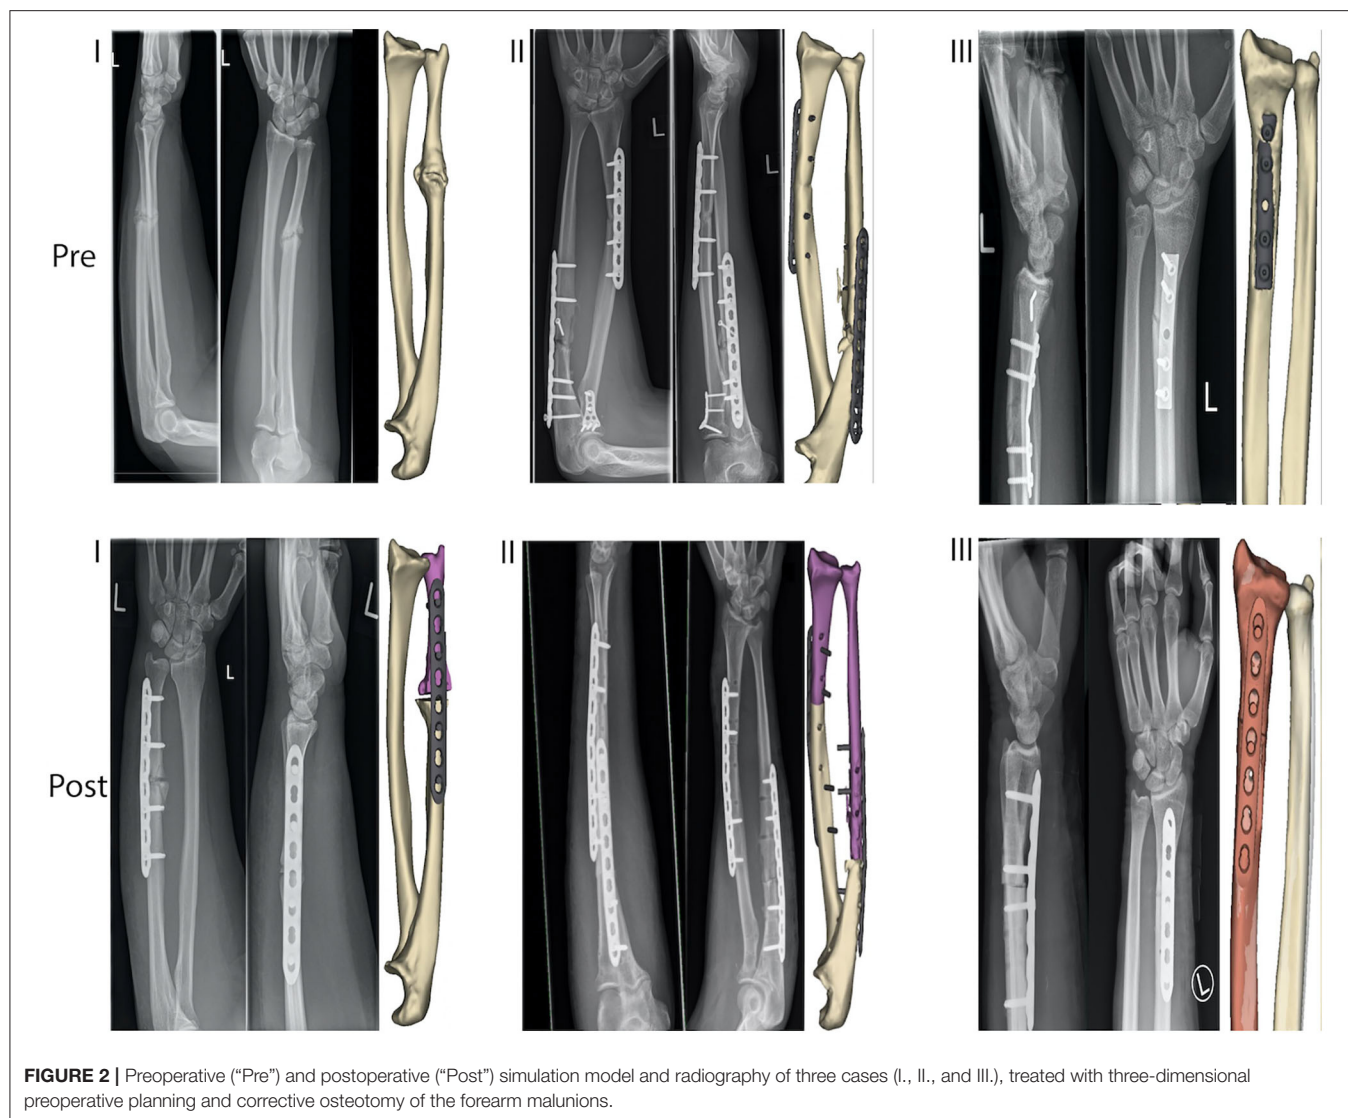 I
II
III
L
L
L
L
L
L
Pre
I
II
III
L
L
L
L
Post
FIGURE 2 | Preoperative (“Pre”) and postoperative (“Post”) simulation model and radiography of three cases (I., II., and III.), treated with three-dimensional
preoperative planning and corrective osteotomy of the forearm malunions.